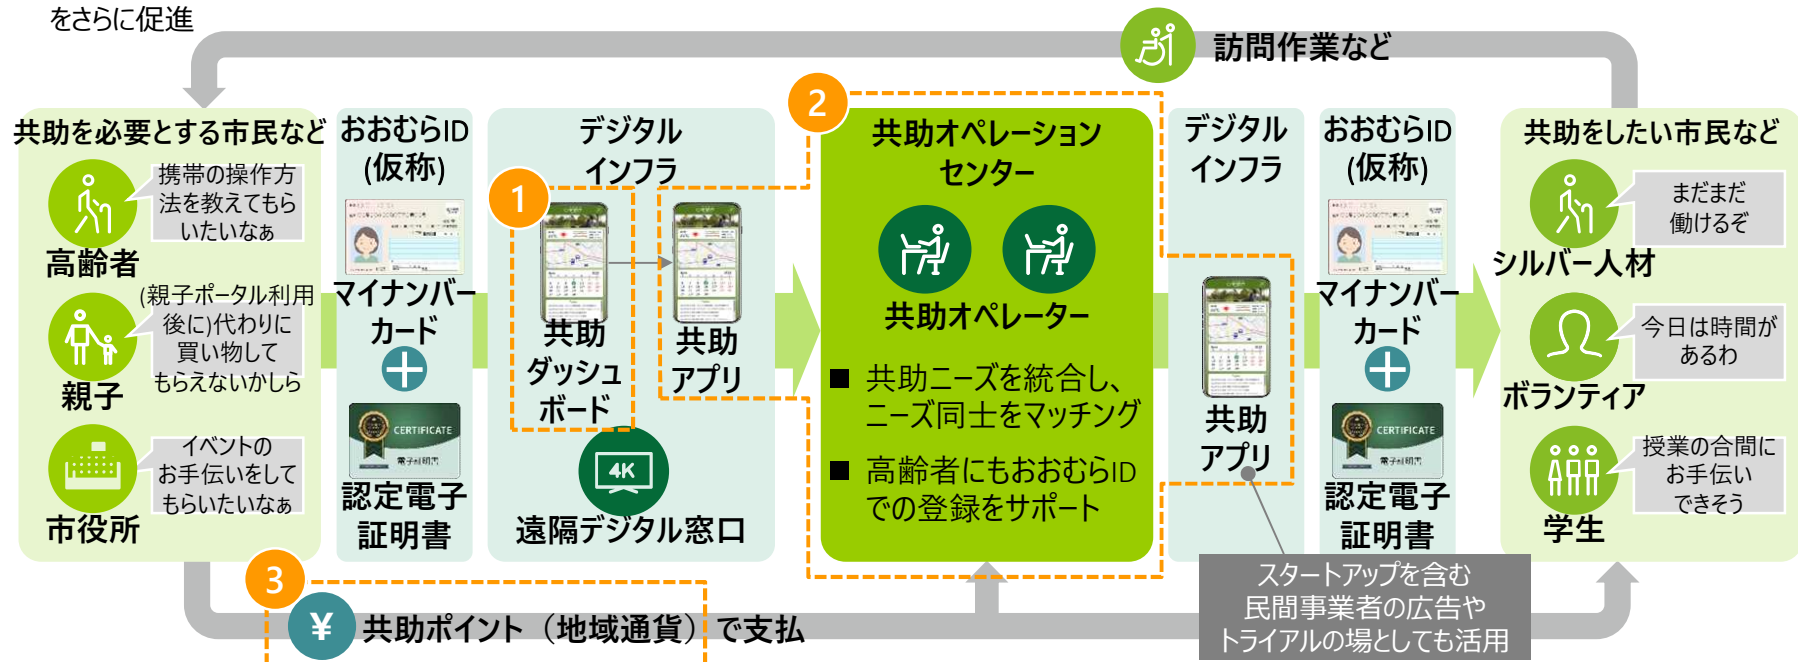 をさらに促進
訪問作業など
共助を必要とする市民など
携帯の操作方
法を教えてもら
いたいなぁ
高齢者
(親子ポータル利用
後に)代わりに
買い物して
もらえないかしら
親子
イベントの
お手伝いをして
もらいたいなぁ
市役所
おおむらID
(仮称)
マイナンバー
カード
CERTIFICATE
電子証明書
認定電子
証明書
デジタル
インフラ
1
共助
ダッシュ
ボード
共助
アプリ
4K
遠隔デジタル窓口
2
共助オペレーション
センター
共助オペレーター
■ 共助ニーズを統合し、
ニーズ同士をマッチング
■ 高齢者にもおおむらID
での登録をサポート
デジタル
インフラ
共助
アプリ
おおむらID
(仮称)
マイナンバー
カード
CERTIFICATE
電子証明書
認定電子
証明書
共助をしたい市民など
まだまだ
働けるぞ
シルバー人材
今日は時間が
あるわ
ボランティア
授業の合間に
お手伝い
できそう
学生
3
¥
共助ポイント（地域通貨）で支払
スタートアップを含む
民間事業者の広告や
トライアルの場としても活用